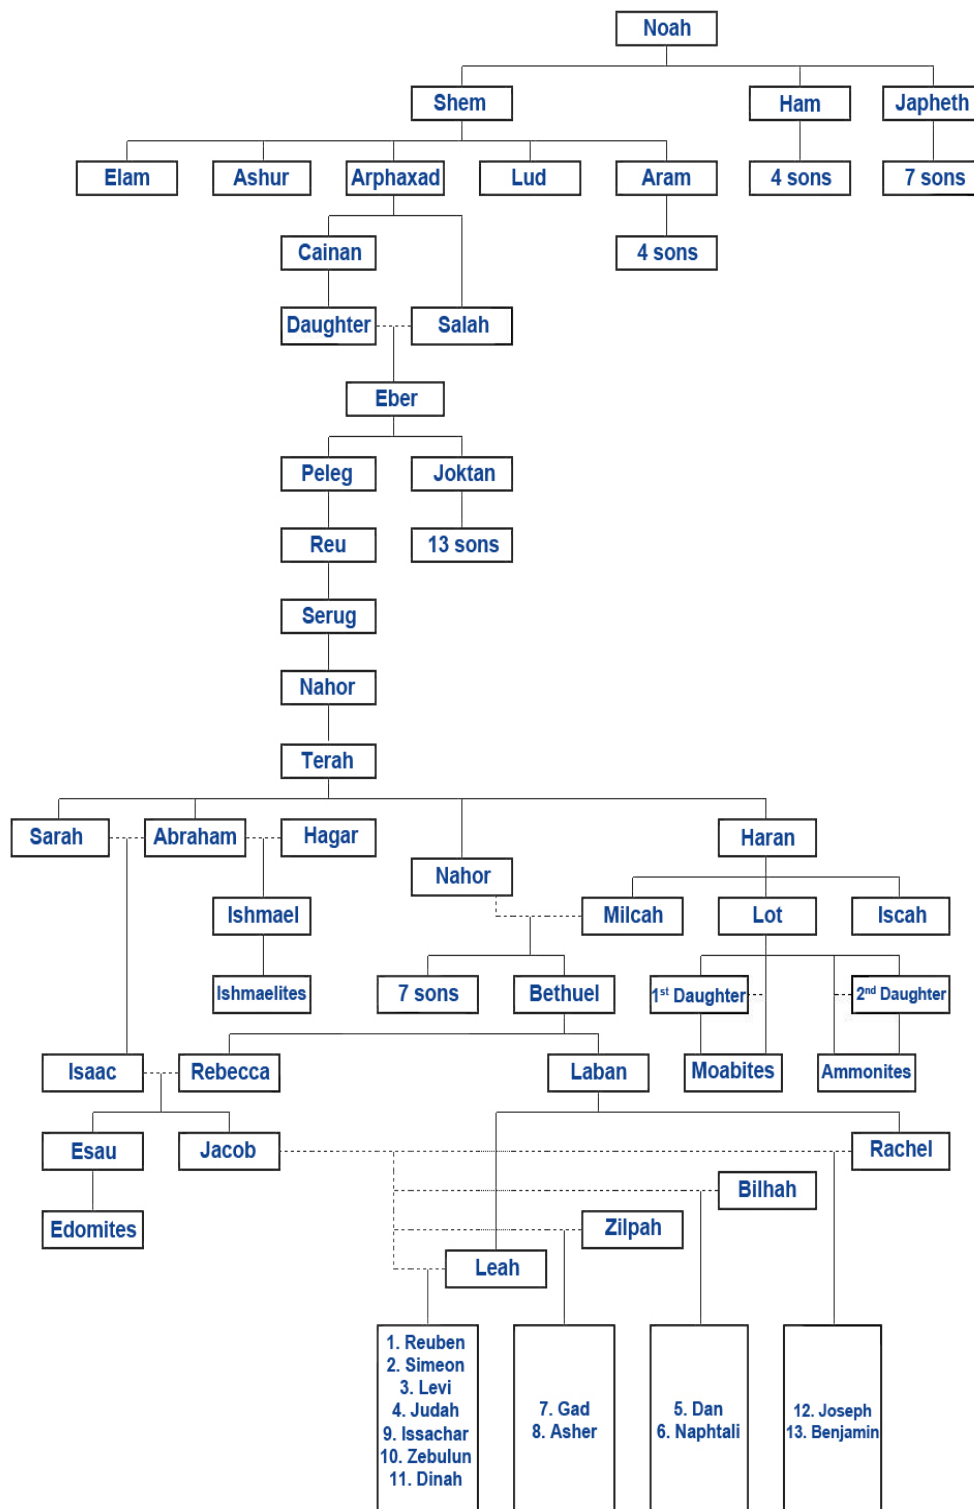 Noah
Shem
Ham
Japheth
Elam
Ashur
Arphaxad
Lud
Aram
4 sons
7 sons
Cainan
4 sons
Daughter
Salah
Eber
Peleg
Joktan
Reu
13 sons
Serug
Nahor
Terah
Sarah
Abraham
Hagar
Haran
Nahor
Ishmael
Milcah
Lot
Iscah
Ishmaelites
7 sons
Bethuel
1st Daughter
2nd Daughter
Isaac
Rebecca
Laban
Moabites
Ammonites
Esau
Jacob
Rachel
Bilhah
Edomites
Zilpah
Leah
1. Reuben
2. Simeon
3. Levi
4. Judah
9. Issachar
10. Zebulun
11. Dinah
7. Gad
8. Asher
5. Dan
6. Naphtali
12. Joseph
13. Benjamin